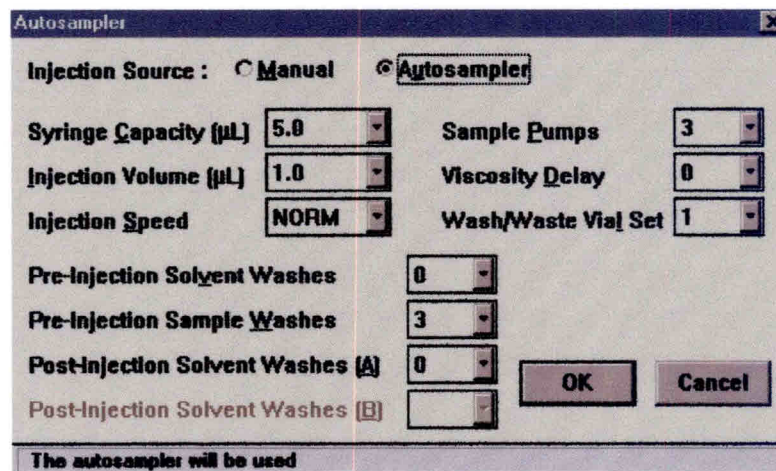 Autosampler
Injection Source : Manual Autosampler
Syringe Capacity (µL) 5.0 Sample Pumps 3
Injection Volume (µL) 1.0 Viscosity Delay 0
Injection Speed NORM Wash/Waste Vial Set 1
Pre-Injection Solvent Washes 0
Pre-Injection Sample Washes 3
Post-Injection Solvent Washes (A) 0
OK Cancel
Post-Injection Solvent Washes (B)
The autosampler will be used